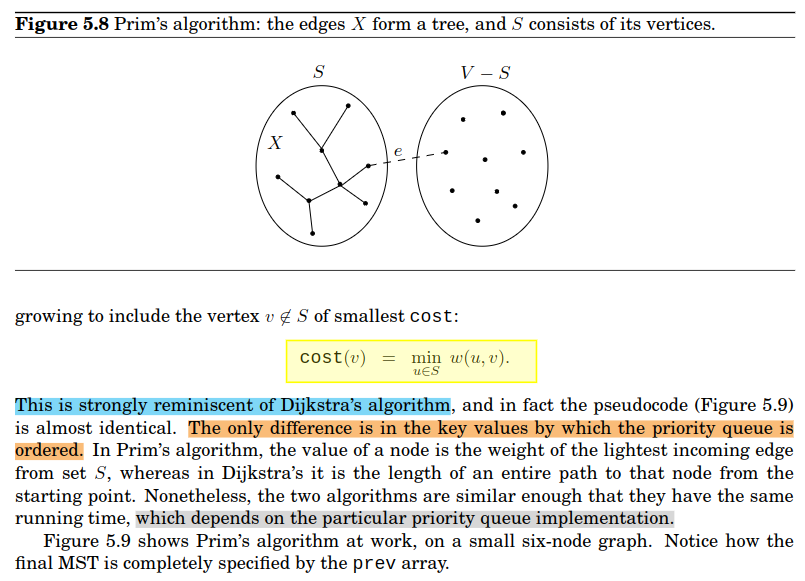 Figure 5.8 Prim's algorithm: the edges X form a tree, and S consists of its vertices.
S
V − S
X
e
growing to include the vertex v ∉ S of smallest cost:
cost(v) = min w(u, v).
u∈S
This is strongly reminiscent of Dijkstra's algorithm, and in fact the pseudocode (Figure 5.9)
is almost identical. The only difference is in the key values by which the priority queue is
ordered. In Prim's algorithm, the value of a node is the weight of the lightest incoming edge
from set S, whereas in Dijkstra's it is the length of an entire path to that node from the
starting point. Nonetheless, the two algorithms are similar enough that they have the same
running time, which depends on the particular priority queue implementation.
Figure 5.9 shows Prim's algorithm at work, on a small six-node graph. Notice how the
final MST is completely specified by the prev array.